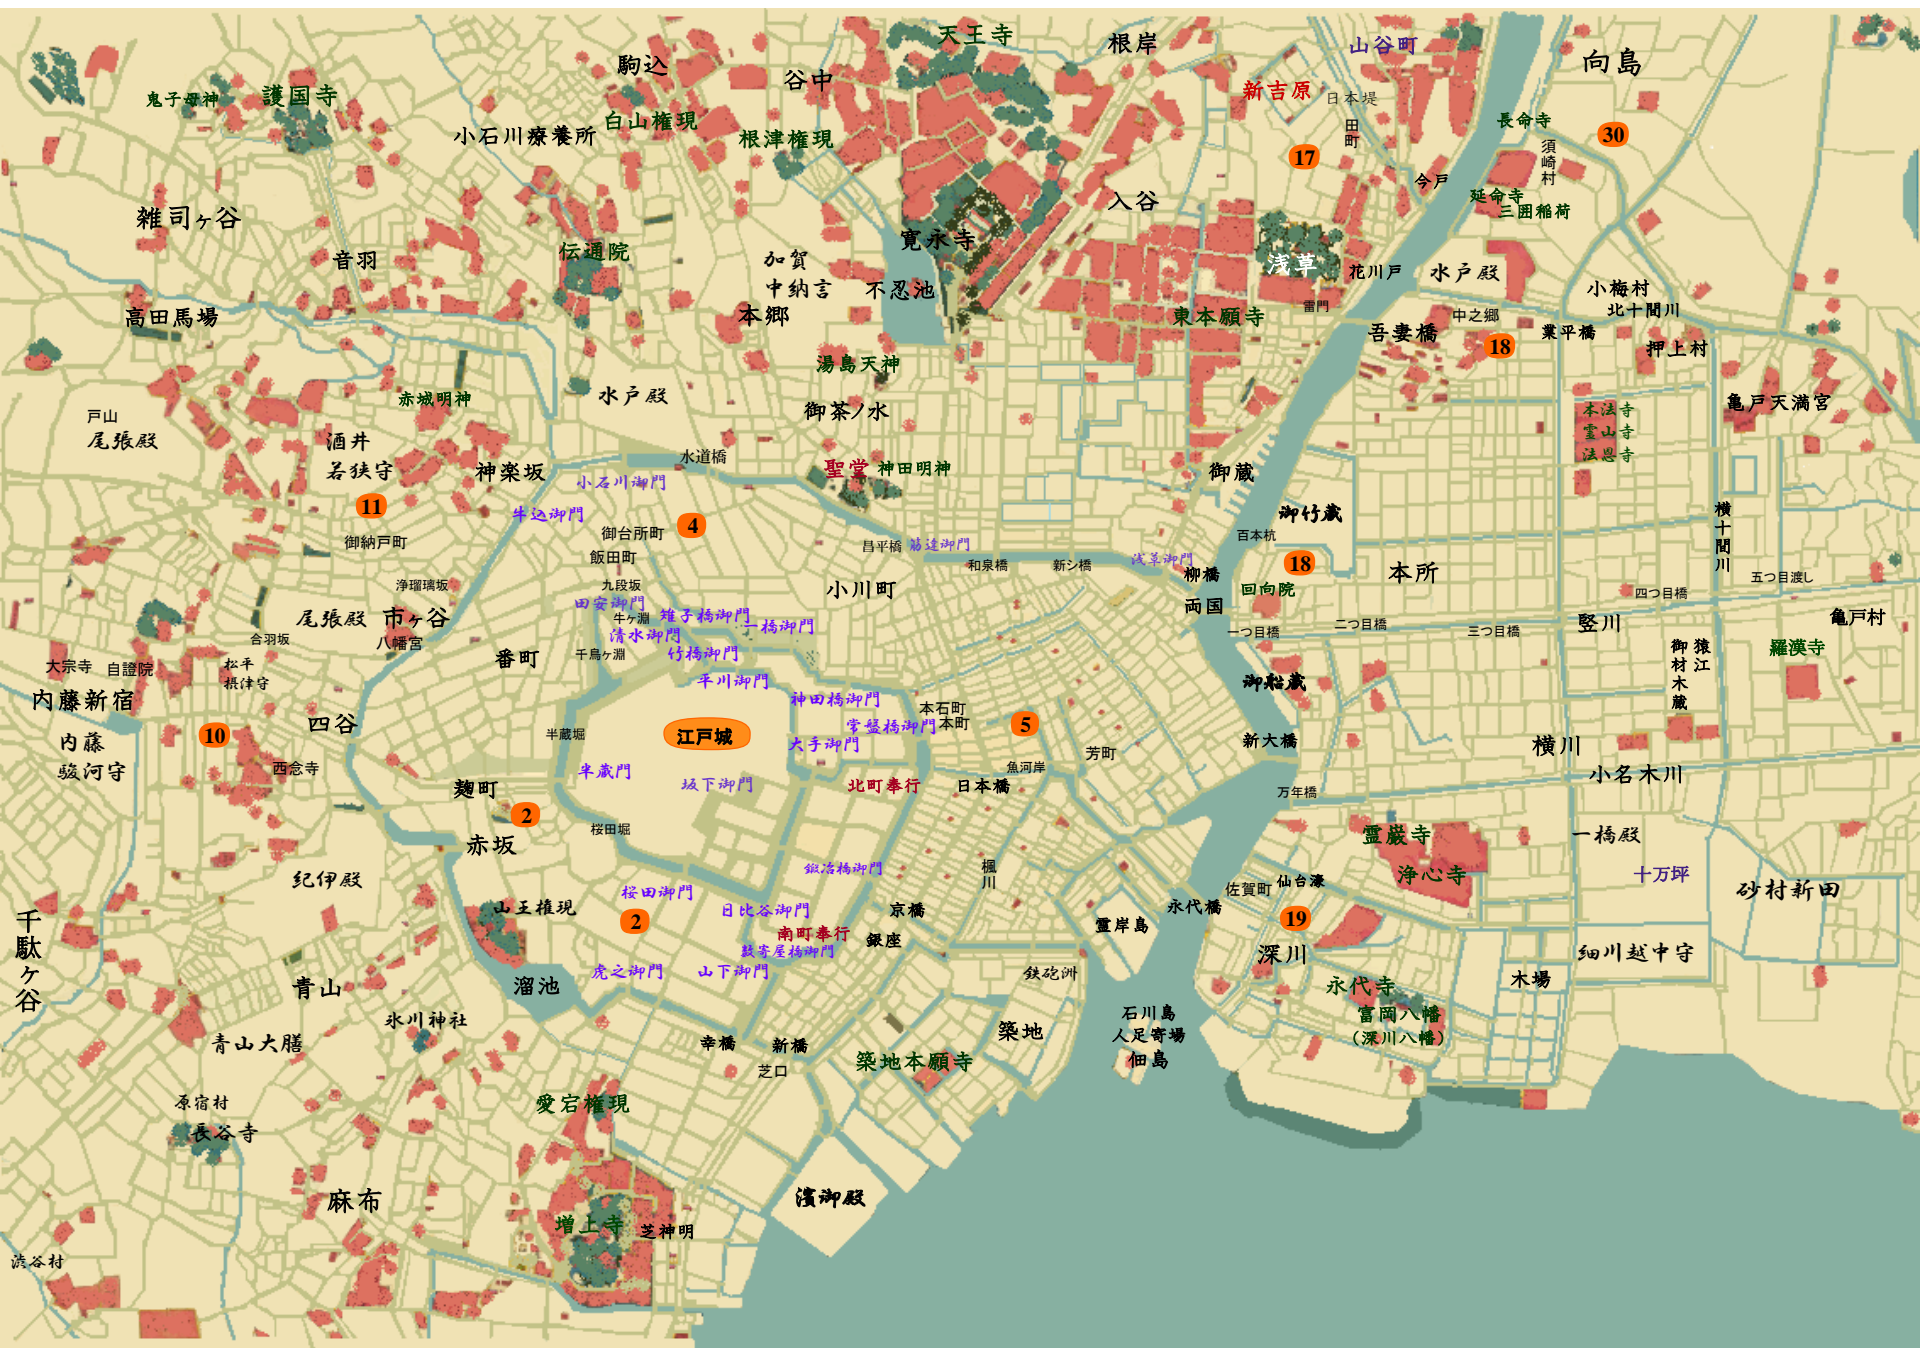 天王寺
根岸
山谷町
向島
駒込
谷中
新吉原
日本堤
鬼子母神
護国寺
白山権現
小石川療養所
根津権現
田町
長命寺
30
須崎村
17
今戸
延命寺
三囲稲荷
雑司ヶ谷
入谷
音羽
伝通院
寛永寺
加賀
中納言
不忍池
浅草
花川戸
水戸殿
小梅村
北十間川
高田馬場
本郷
東本願寺
雷門
吾妻橋
中之郷
18
業平橋
押上村
湯島天神
赤城明神
水戸殿
御茶ノ水
戸山
尾張殿
酒井
若狭守
本法寺
霊山寺
法恩寺
亀戸天満宮
神楽坂
水道橋
聖堂
神田明神
御蔵
小石川御門
11
牛込御門
4
御竹蔵
横十間川
御納戸町
御台所町
飯田町
昌平橋
筋違御門
百本杭
浅草御門
和泉橋
新シ橋
柳橋
18
本所
五つ目渡し
浄瑠璃坂
九段坂
小川町
回向院
四つ目橋
田安御門
牛ヶ淵
雉子橋御門
一橋御門
両国
尾張殿
市ヶ谷
八幡宮
合羽坂
清水御門
竹橋御門
千鳥ヶ淵
一つ目橋
二つ目橋
三つ目橋
竪川
亀戸村
御材木蔵
猿江
羅漢寺
大宗寺
自證院
松平
摂津守
番町
平川御門
御船蔵
内藤新宿
神田橋御門
本石町
本町
四谷
10
内藤
駿河守
西念寺
半蔵堀
江戸城
常盤橋御門
大手御門
5
芳町
新大橋
横川
小名木川
半蔵門
坂下御門
北町奉行
魚河岸
日本橋
万年橋
麹町
2
桜田堀
赤坂
霊巌寺
一橋殿
浄心寺
十万坪
砂村新田
紀伊殿
鍛冶橋御門
楓川
佐賀町
仙台濠
桜田御門
山王権現
2
日比谷御門
京橋
永代橋
19
千駄ヶ谷
南町奉行
数寄屋橋御門
銀座
霊岸島
深川
細川越中守
青山
溜池
虎之御門
山下御門
鉄砲洲
永代寺
木場
氷川神社
青山大膳
石川島
人足寄場
佃島
富岡八幡
(深川八幡)
幸橋
新橋
築地
芝口
築地本願寺
原宿村
長谷寺
愛宕権現
麻布
濱御殿
増上寺
芝神明
渋谷村